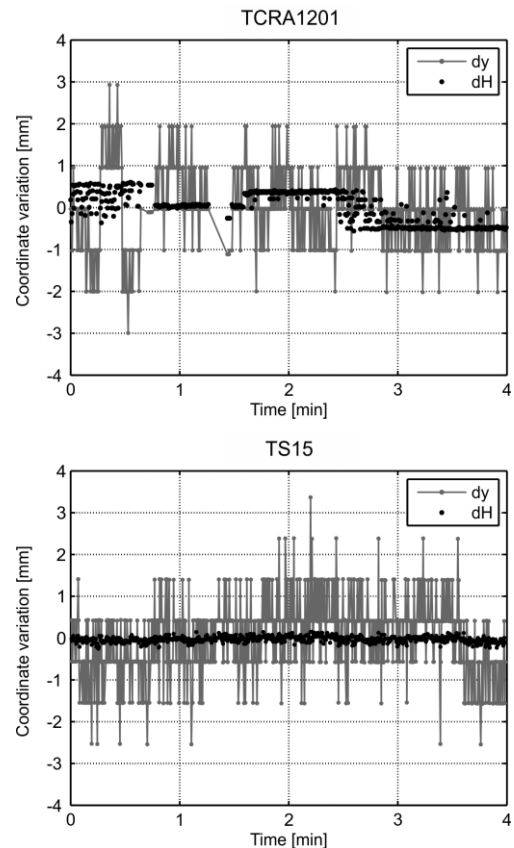 TCRA1201
4
3
2
1
0
-1
-2
-3
-4
Coordinate variation [mm]
dy
dH
0 1 2 3 4
Time [min]
TS15
4
3
2
1
0
-1
-2
-3
-4
Coordinate variation [mm]
dy
dH
0 1 2 3 4
Time [min]